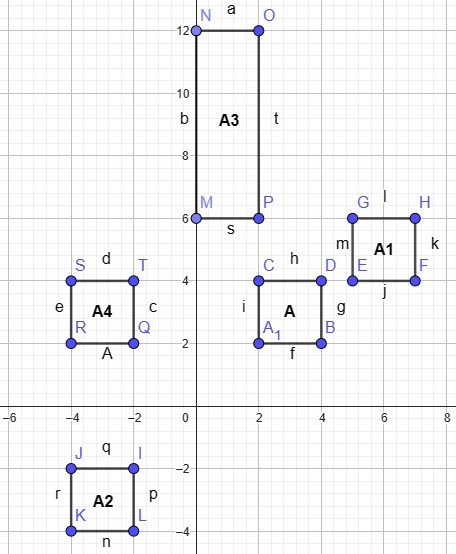 a
N O
12
10
b A3 t
8
M P
6 s G l H
m A1 k
d h E F
S T C D j
4
e A4 c i A g
R Q A1 B
2 A f
−6 −4 −2 0 2 4 6 8
q
J I
−2
r A2 p
K L
−4 n